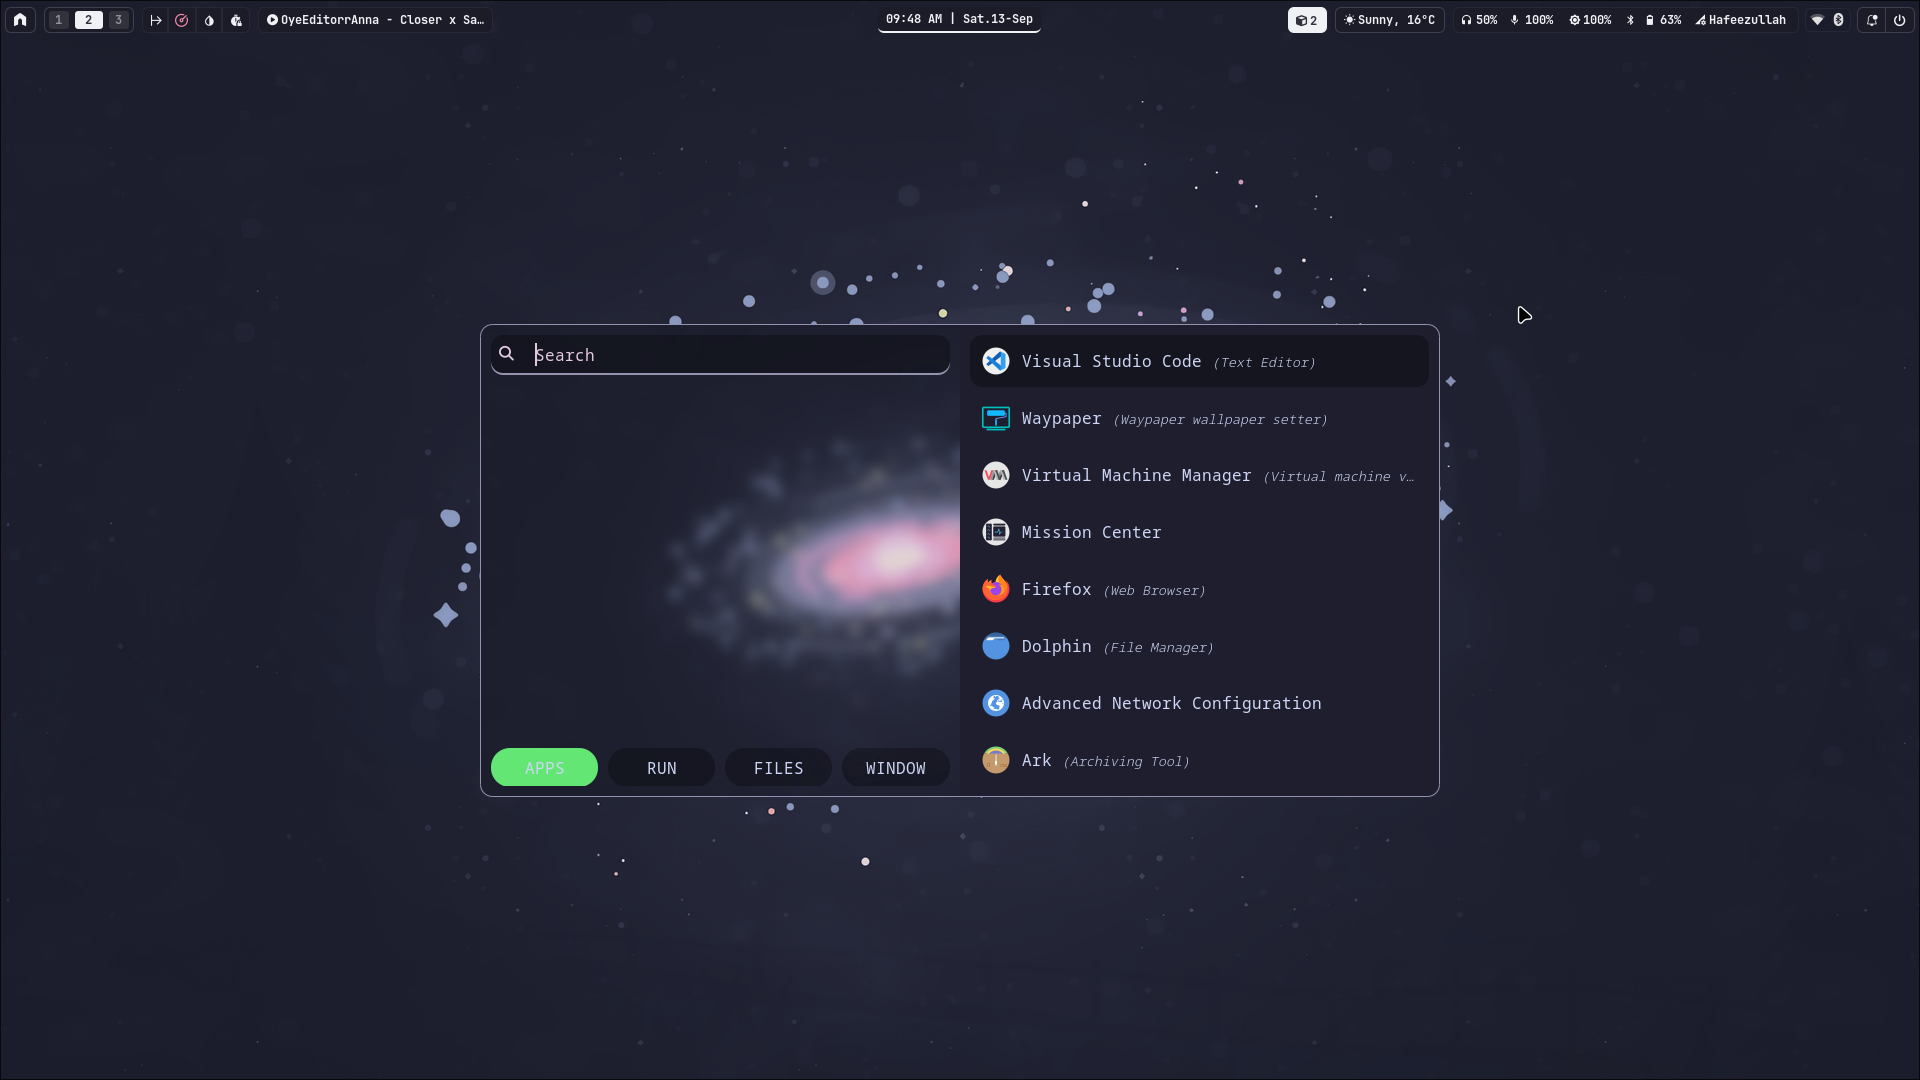 1 2 3 OyeEditorrAnna - Closer x Sa… 09:48 AM | Sat.13-Sep 2 Sunny, 16°C 50% 100% 100% 63% Hafeezullah
Search
Visual Studio Code (Text Editor)
Waypaper (Waypaper wallpaper setter)
Virtual Machine Manager (Virtual machine v…
Mission Center
Firefox (Web Browser)
Dolphin (File Manager)
Advanced Network Configuration
Ark (Archiving Tool)
APPS RUN FILES WINDOW